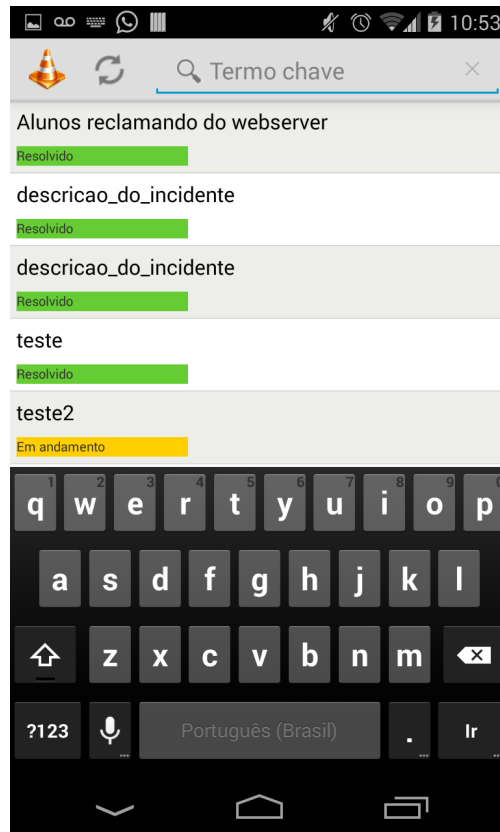 10:53
Termo chave
Alunos reclamando do webserver
Resolvido
descricao_do_incidente
Resolvido
descricao_do_incidente
Resolvido
teste
Resolvido
teste2
Em andamento
1 2 3 4 5 6 7 8 9 0
q w e r t y u i o p
a s d f g h j k l
z x c v b n m
?123 Português (Brasil) . Ir